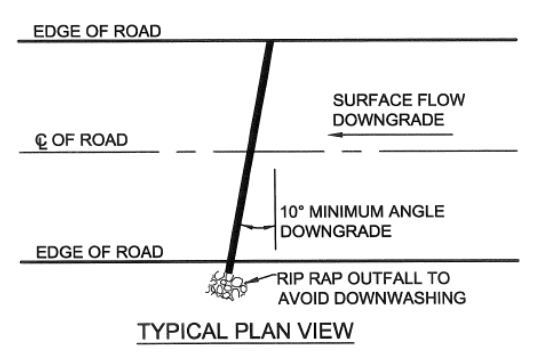 EDGE OF ROAD
SURFACE FLOW
DOWNGRADE
℄ OF ROAD
10° MINIMUM ANGLE
DOWNGRADE
EDGE OF ROAD
RIP RAP OUTFALL TO
AVOID DOWNWASHING
TYPICAL PLAN VIEW